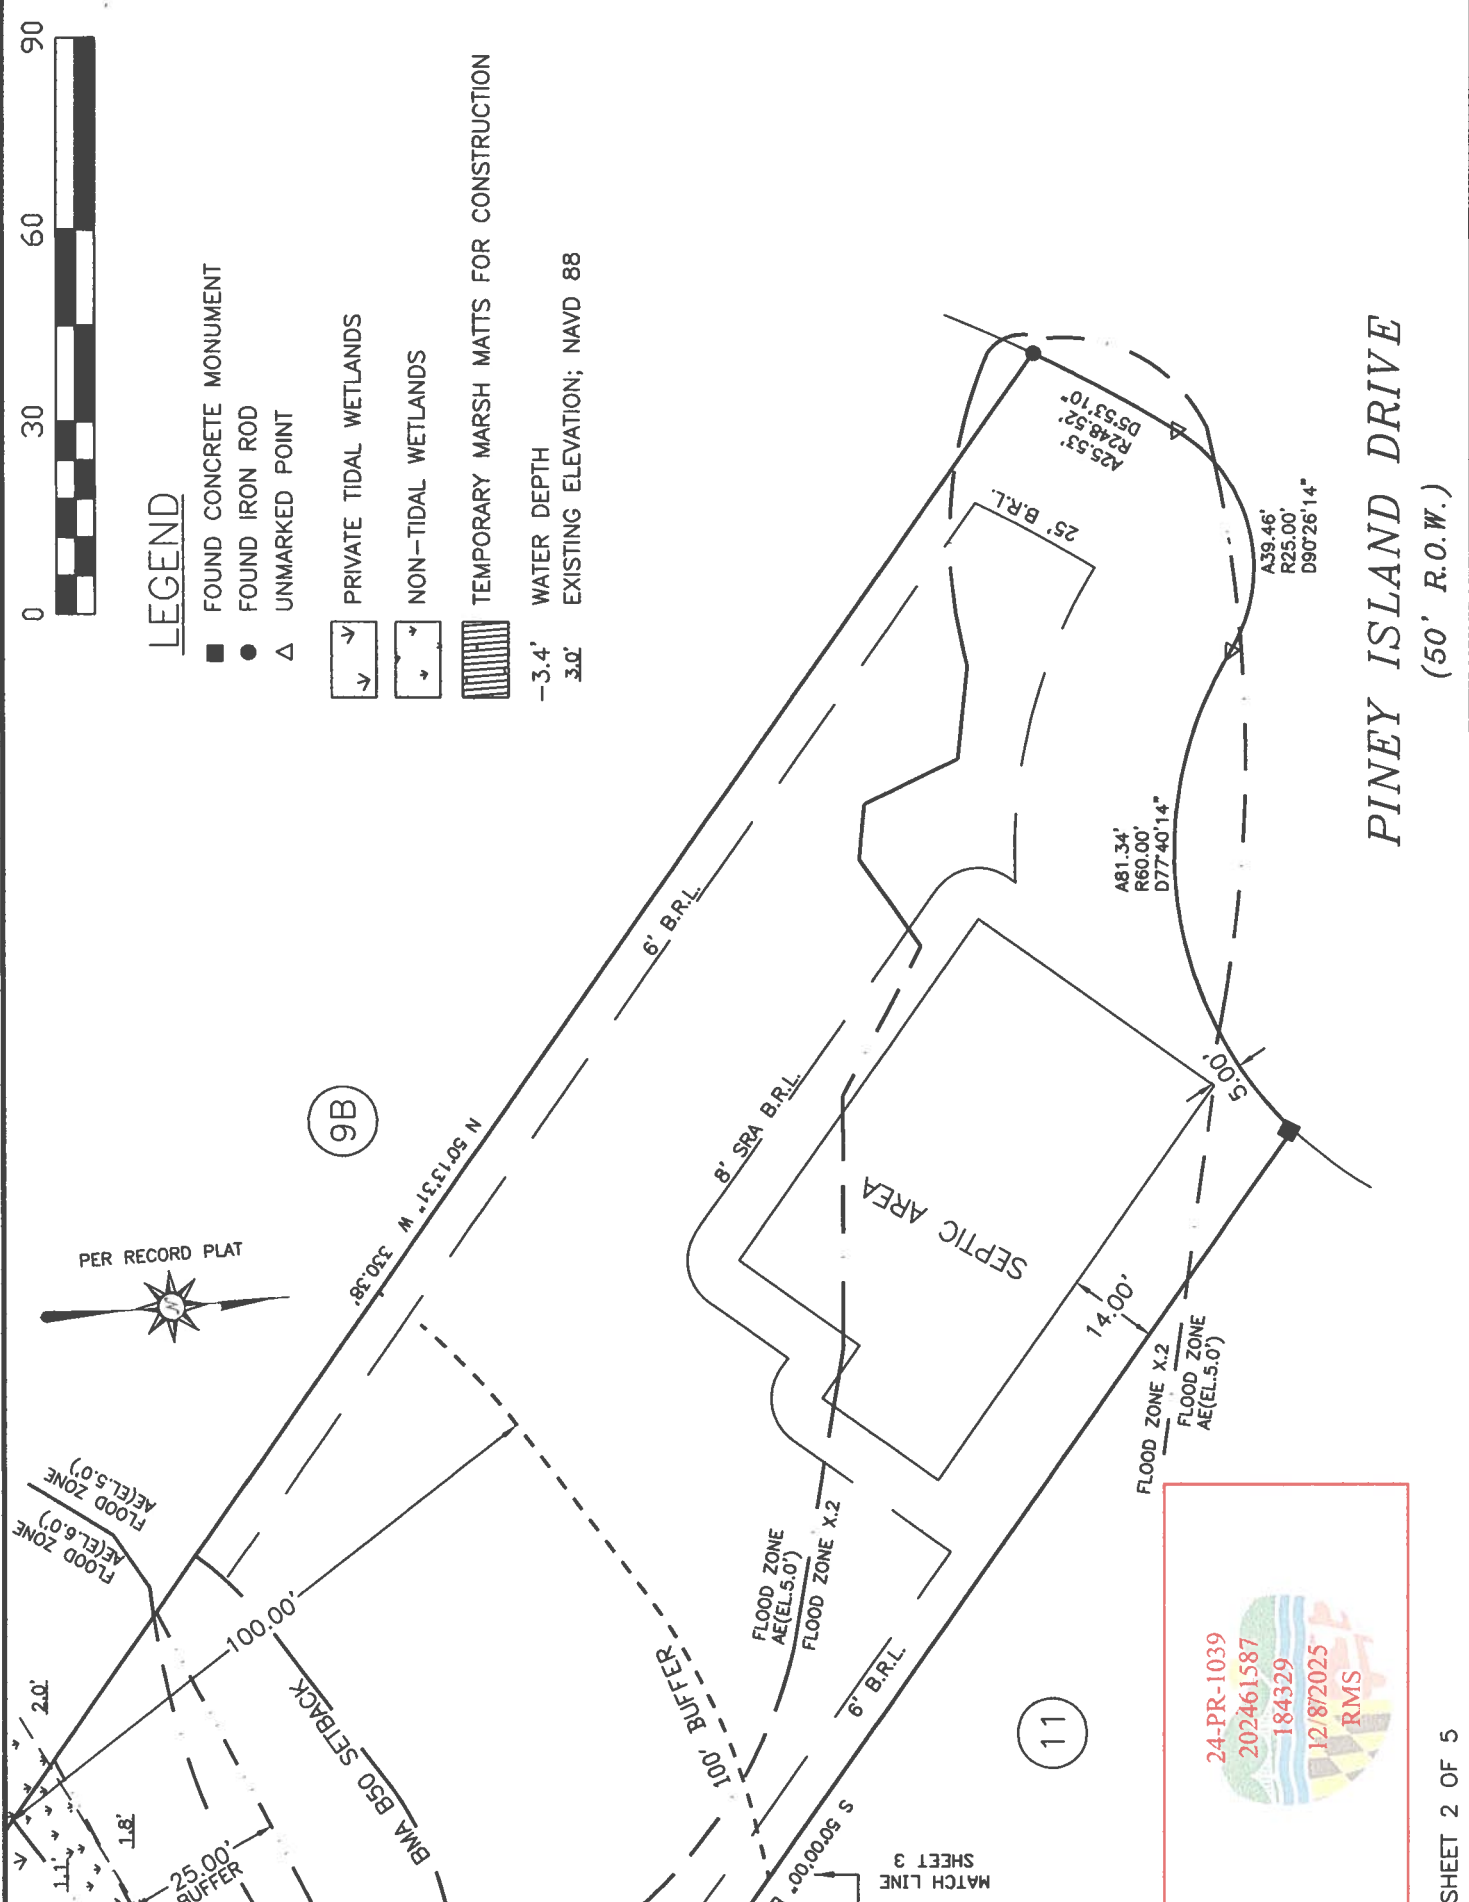 0 30 60 90
LEGEND
FOUND CONCRETE MONUMENT
FOUND IRON ROD
UNMARKED POINT
PRIVATE TIDAL WETLANDS
NON-TIDAL WETLANDS
TEMPORARY MARSH MATTS FOR CONSTRUCTION
-3.4' WATER DEPTH
3.0' EXISTING ELEVATION; NAVD 88
PER RECORD PLAT
N
9B
N 50°13'31" W 330.38'
6' B.R.L.
25' B.R.L.
A25.53'
R248.52'
D5°53'10"
A39.46'
R25.00'
D90°26'14"
A81.34'
R60.00'
D77°40'14"
PINEY ISLAND DRIVE
(50' R.O.W.)
8' SRA B.R.L.
SEPTIC AREA
5.00'
14.00'
FLOOD ZONE X.2
FLOOD ZONE
AE(EL.5.0')
FLOOD ZONE
AE(EL.5.0')
FLOOD ZONE X.2
FLOOD ZONE
AE(EL.6.0')
FLOOD ZONE
AE(EL.5.0')
100.00'
BMA B50 SETBACK
100' BUFFER
6' B.R.L.
2.0'
1.8'
1.1'
25.00'
BUFFER
11
S 50°00'00" E
MATCH LINE
SHEET 3
24-PR-1039
202461587
184329
12/8/2025
RMS
SHEET 2 OF 5